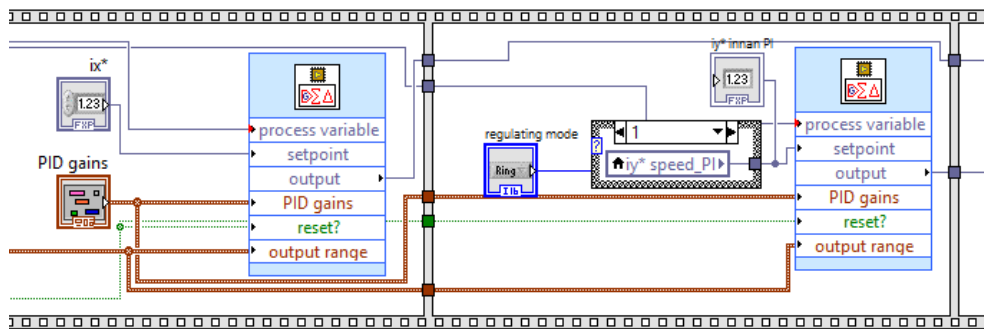 ix*
1.23
FXP
PID gains
process variable
setpoint
output
PID gains
reset?
output range
regulating mode
Ring
I16
1
iy* speed_PI
iy* innan PI
1.23
FXP
process variable
setpoint
output
PID gains
reset?
output range